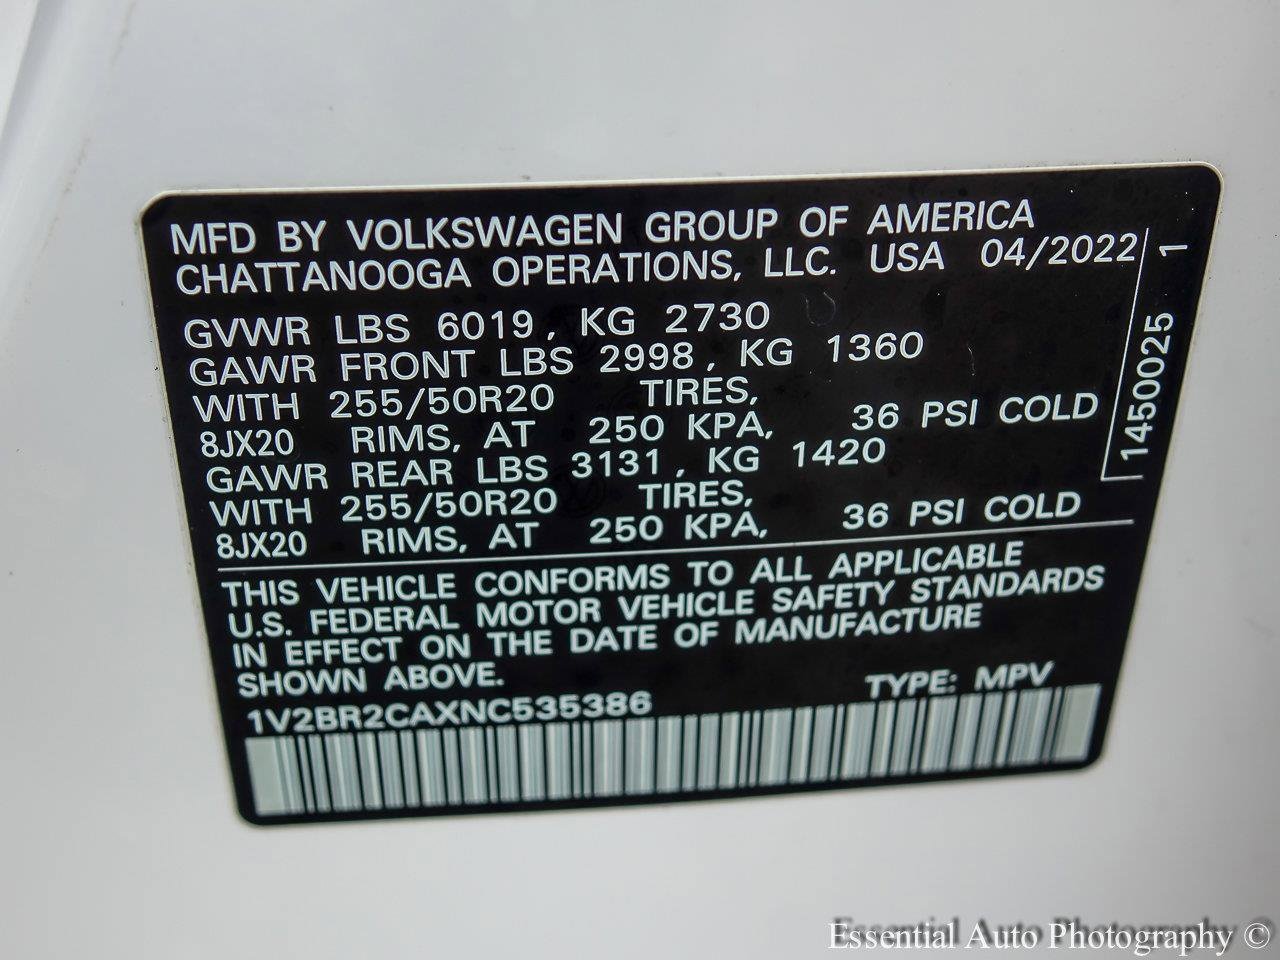 MFD BY VOLKSWAGEN GROUP OF AMERICA
CHATTANOOGA OPERATIONS, LLC. USA 04/2022
GVWR LBS 6019, KG 2730
GAWR FRONT LBS 2998, KG 1360
WITH 255/50R20 TIRES,
8JX20 RIMS, AT 250 KPA, 36 PSI COLD
GAWR REAR LBS 3131, KG 1420
WITH 255/50R20 TIRES,
8JX20 RIMS, AT 250 KPA, 36 PSI COLD
1450025 1
THIS VEHICLE CONFORMS TO ALL APPLICABLE
U.S. FEDERAL MOTOR VEHICLE SAFETY STANDARDS
IN EFFECT ON THE DATE OF MANUFACTURE
SHOWN ABOVE.
1V2BR2CAXNC535386 TYPE: MPV
Essential Auto Photography ©